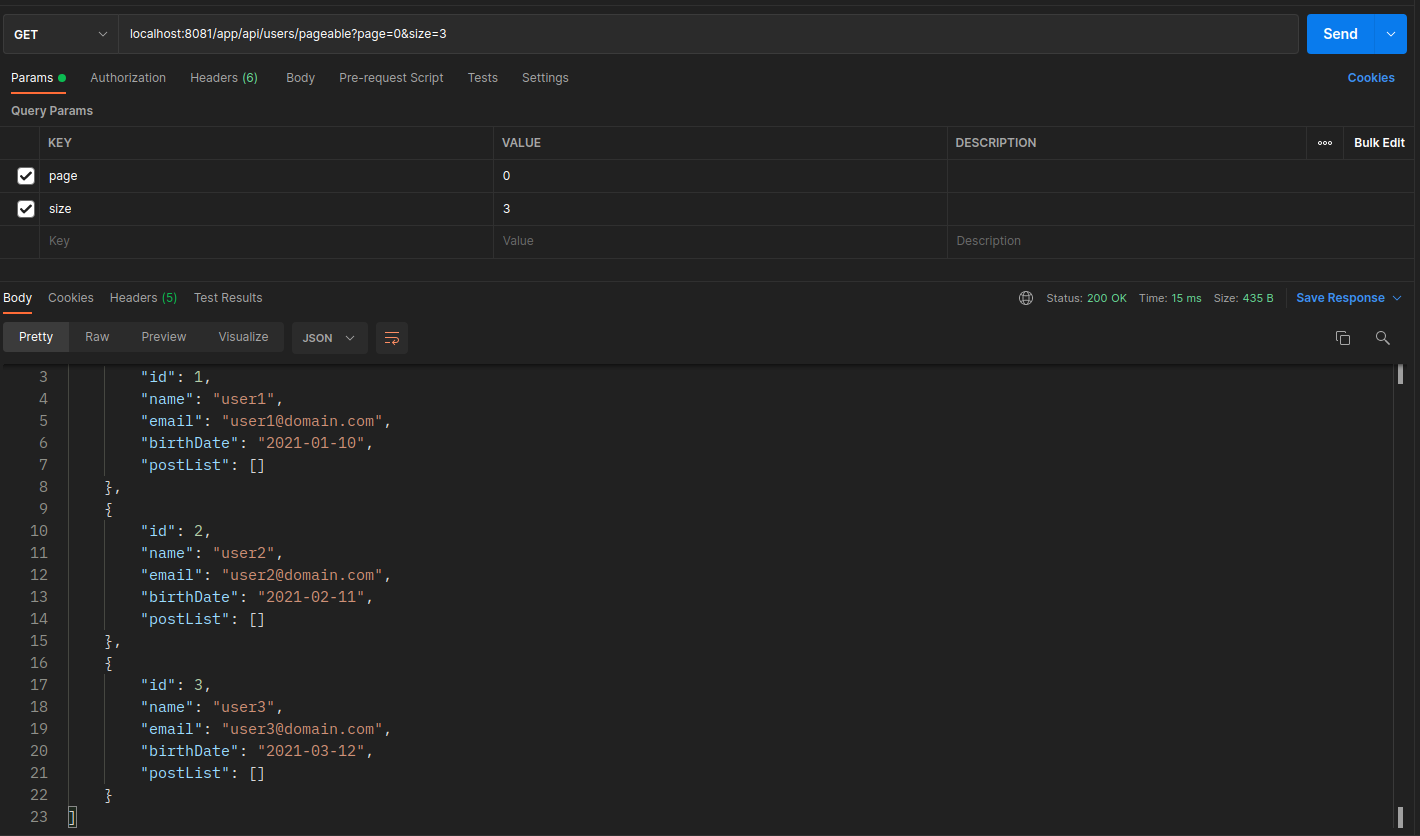 GET localhost:8081/app/api/users/pageable?page=0&size=3 Send
Params Authorization Headers (6) Body Pre-request Script Tests Settings Cookies
Query Params
KEY VALUE DESCRIPTION Bulk Edit
page 0
size 3
Key Value Description
Body Cookies Headers (5) Test Results Status: 200 OK Time: 15 ms Size: 435 B Save Response
Pretty Raw Preview Visualize JSON
3 "id": 1,
4 "name": "user1",
5 "email": "user1@domain.com",
6 "birthDate": "2021-01-10",
7 "postList": []
8 },
9 {
10 "id": 2,
11 "name": "user2",
12 "email": "user2@domain.com",
13 "birthDate": "2021-02-11",
14 "postList": []
15 },
16 {
17 "id": 3,
18 "name": "user3",
19 "email": "user3@domain.com",
20 "birthDate": "2021-03-12",
21 "postList": []
22 }
23 ]